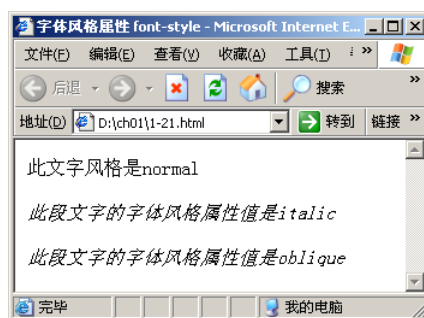 字体风格属性 font-style - Microsoft Internet E...
文件(F) 编辑(E) 查看(V) 收藏(A) 工具(T) »
后退 搜索 »
地址(D) D:\ch01\1-21.html 转到 链接 »
此文字风格是normal
此段文字的字体风格属性值是italic
此段文字的字体风格属性值是oblique
完毕 我的电脑